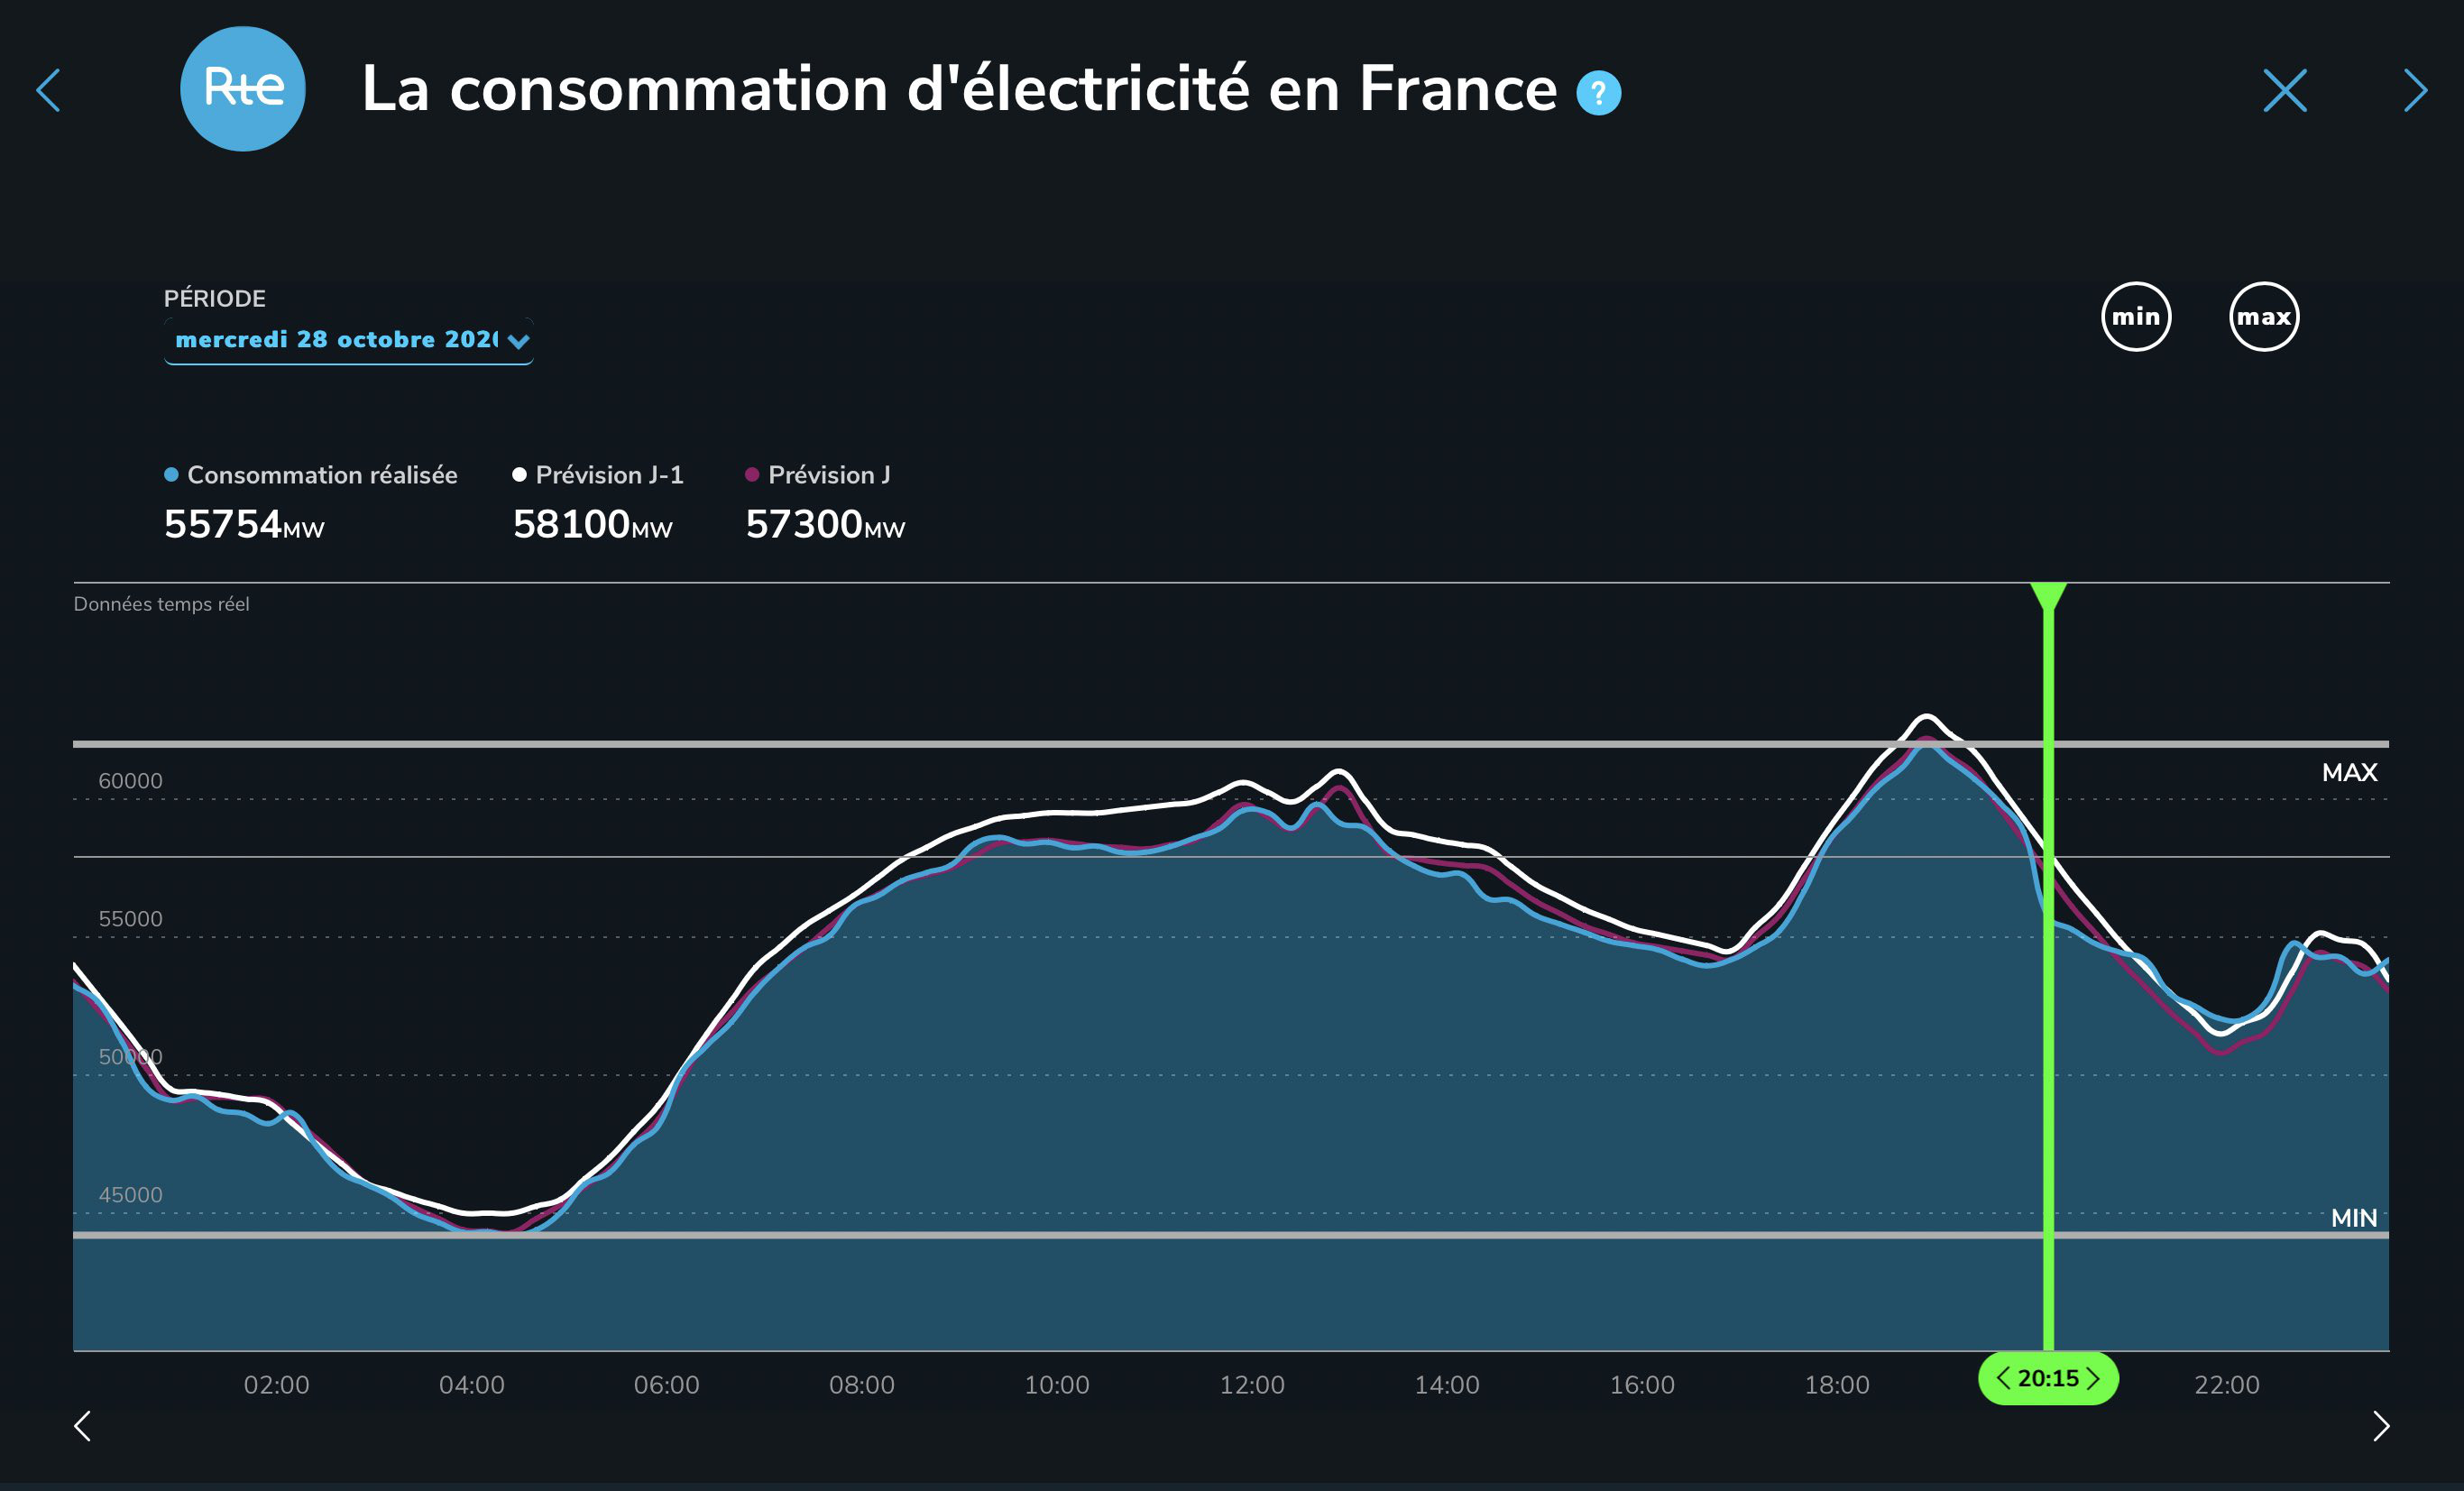 Rte
La consommation d'électricité en France ?
PÉRIODE
mercredi 28 octobre 202
min
max
Consommation réalisée
Prévision J-1
Prévision J
55754MW
58100MW
57300MW
Données temps réel
60000
MAX
55000
50000
45000
MIN
02:00
04:00
06:00
08:00
10:00
12:00
14:00
16:00
18:00
20:15
22:00